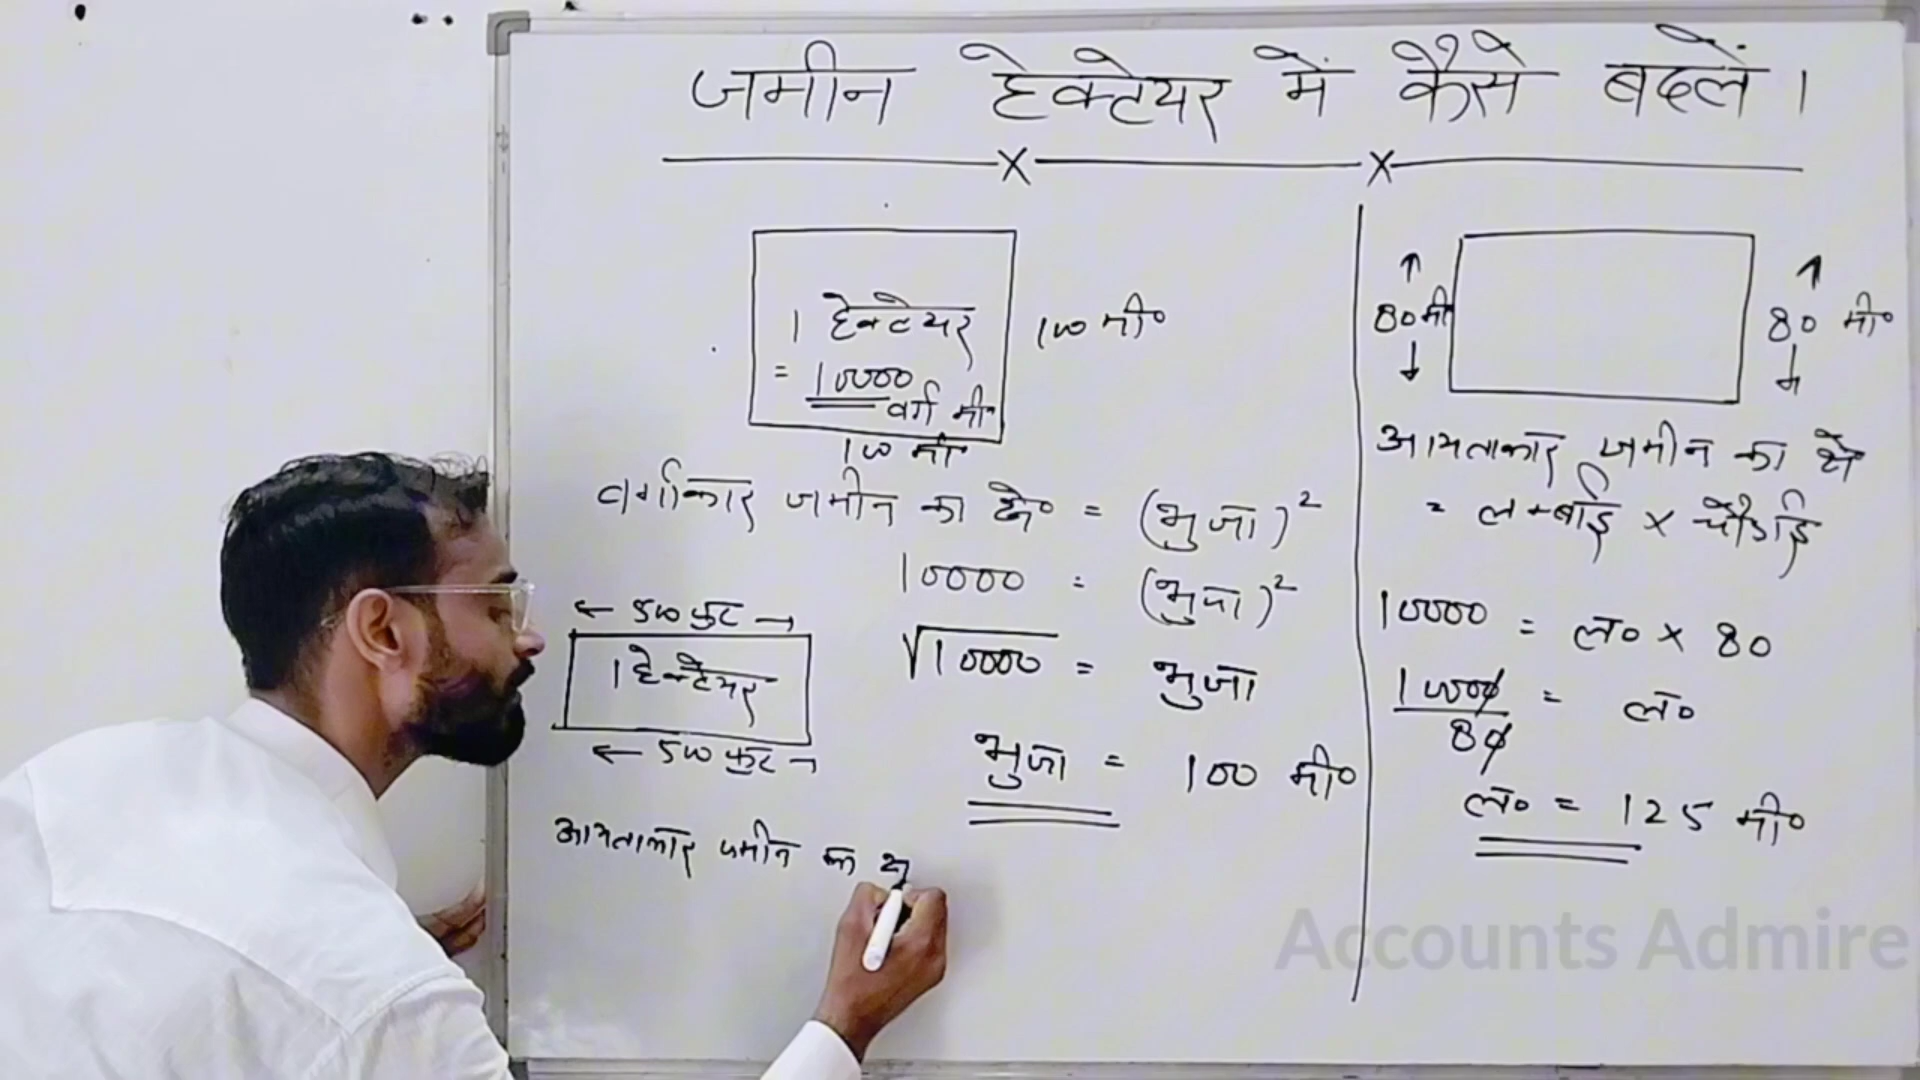 जमीन हेक्टेयर में कैसे बदलें।
1 हेक्टेयर
= 10000
वर्ग मी०
100 मी०
100 मी०
वर्गाकार जमीन का क्षे० = (भुजा)²
10000 = (भुजा)²
√10000 = भुजा
भुजा = 100 मी०
← 500 फुट →
1 हेक्टेयर
← 500 फुट →
आयताकार जमीन का क्षे
80 मी
80 मी०
आयताकार जमीन का क्षे
= लम्बाई × चौड़ाई
10000 = ल० × 80
10000/80 = ल०
ल० = 125 मी०
Accounts Admire